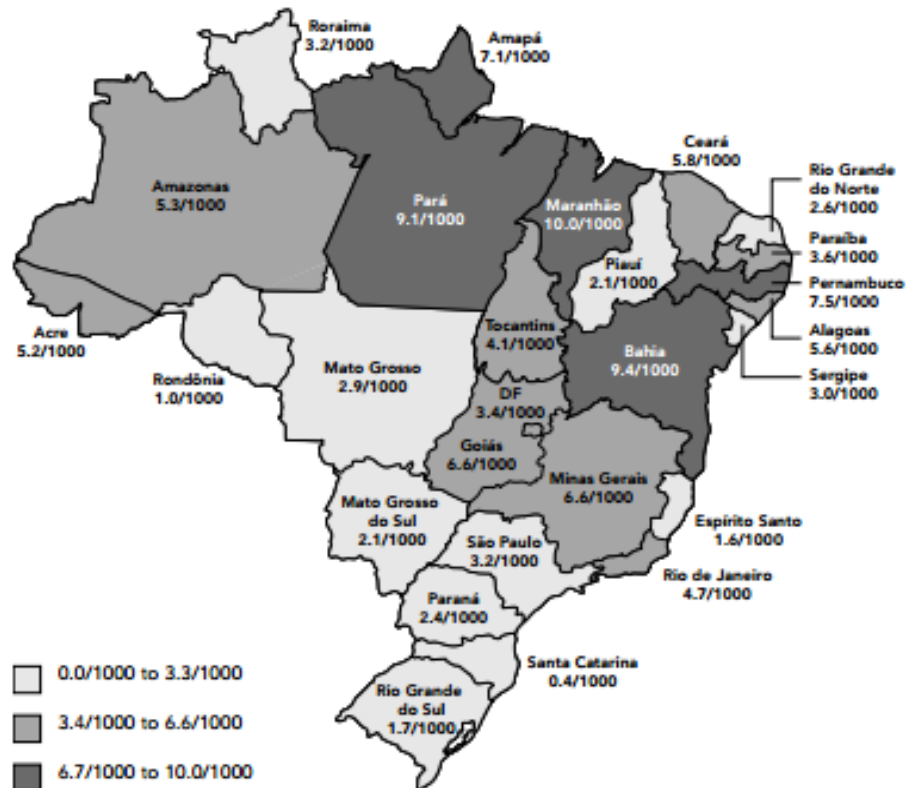 Roraima
3.2/1000
Amapá
7.1/1000
Ceará
5.8/1000
Rio Grande
do Norte
2.6/1000
Amazonas
5.3/1000
Pará
9.1/1000
Maranhão
10.0/1000
Paraíba
3.6/1000
Piauí
2.1/1000
Pernambuco
7.5/1000
Acre
5.2/1000
Tocantins
4.1/1000
Alagoas
5.6/1000
Rondônia
1.0/1000
Mato Grosso
2.9/1000
Bahia
9.4/1000
Sergipe
3.0/1000
DF
3.4/1000
Goiás
6.6/1000
Minas Gerais
6.6/1000
Mato Grosso
do Sul
2.1/1000
Espírito Santo
1.6/1000
São Paulo
3.2/1000
Rio de Janeiro
4.7/1000
Paraná
2.4/1000
Santa Catarina
0.4/1000
Rio Grande
do Sul
1.7/1000
0.0/1000 to 3.3/1000
3.4/1000 to 6.6/1000
6.7/1000 to 10.0/1000